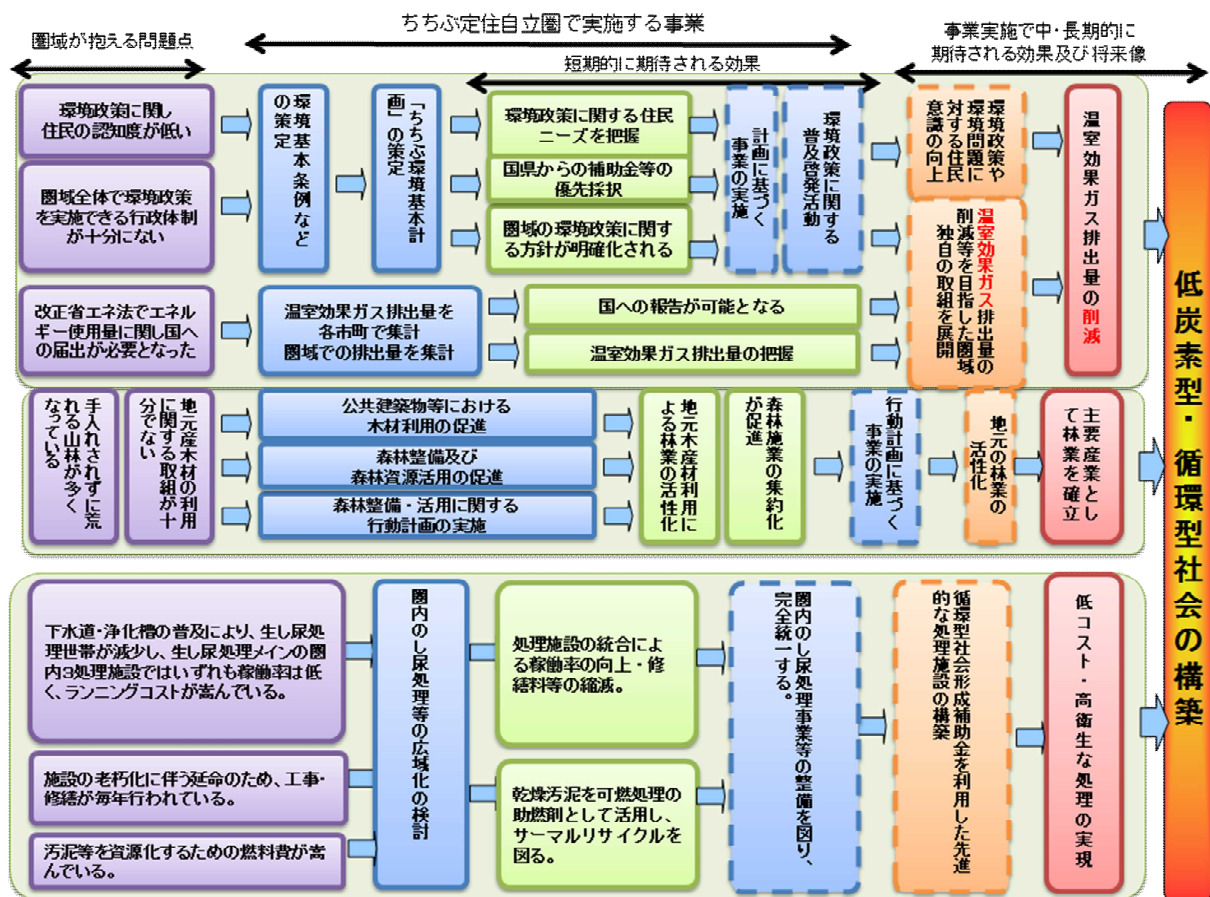 ちちぶ定住自立圏で実施する事業
圏域が抱える問題点
事業実施で中・長期的に
期待される効果及び将来像
短期的に期待される効果
環境政策に関し
住民の認知度が低い
圏域全体で環境政策
を実施できる行政体制
が十分にない
環境基本条例など
の策定
「ちちぶ環境基本計
画」の策定
環境政策に関する住民
ニーズを把握
国県からの補助金等の
優先採択
圏域の環境政策に関す
る方針が明確化される
計画に基づく
事業の実施
環境政策に関する
普及啓発活動
環境政策や
環境問題に
対する住民
意識の向上
温室効果ガス排出量の
削減等を目指した圏域
独自の取組を展開
温室効果ガス排出量の削減
改正省エネ法でエネル
ギー使用量に関し国へ
の届出が必要となった
温室効果ガス排出量を
各市町で集計
圏域での排出量を集計
国への報告が可能となる
温室効果ガス排出量の把握
手入れされずに荒
れる山林が多く
なっている
地元産木材の利用
に関する取組が十
分でない
公共建築物等における
木材利用の促進
森林整備及び
森林資源活用の促進
森林整備・活用に関する
行動計画の実施
地元木産材利用に
よる林業の活性化
森林施業の集約化
が促進
行動計画に基づく
事業の実施
地元の林業の
活性化
主要産業とし
て林業を確立
下水道・浄化槽の普及により、生し尿処
理世帯が減少し、生し尿処理メインの圏
内3処理施設ではいずれも稼働率は低
く、ランニングコストが嵩んでいる。
施設の老朽化に伴う延命のため、工事・
修繕が毎年行われている。
汚泥等を資源化するための燃料費が嵩
んでいる。
圏内のし尿処理等の広域化の検討
処理施設の統合によ
る稼働率の向上・修
繕料等の縮減。
乾燥汚泥を可燃処理の
助燃剤として活用し、
サーマルリサイクルを
図る。
圏内のし尿処理事業等の整備を図り、
完全統一する。
循環型社会形成補助金を利用した先進
的な処理施設の構築
低コスト・高衛生な処理の実現
低炭素型・循環型社会の構築